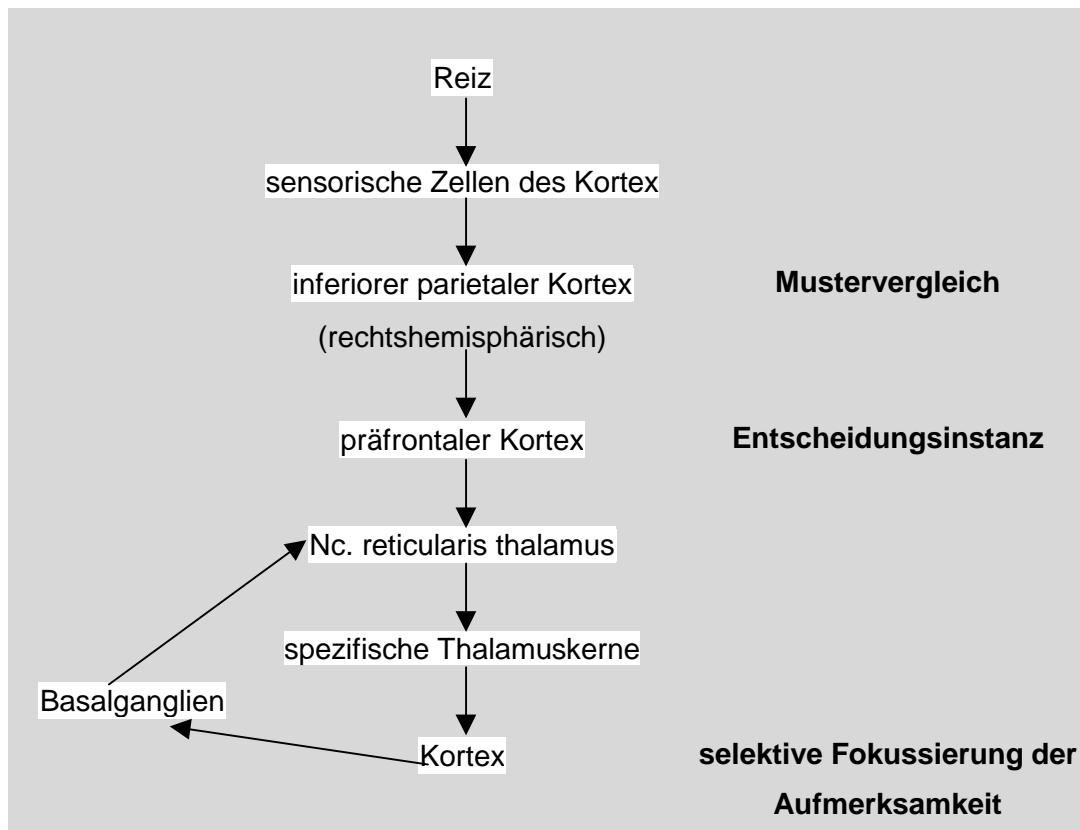 Reiz
sensorische Zellen des Kortex
inferiorer parietaler Kortex
Mustervergleich
(rechtshemisphärisch)
präfrontaler Kortex
Entscheidungsinstanz
Nc. reticularis thalamus
spezifische Thalamuskerne
Basalganglien
Kortex
selektive Fokussierung der
Aufmerksamkeit